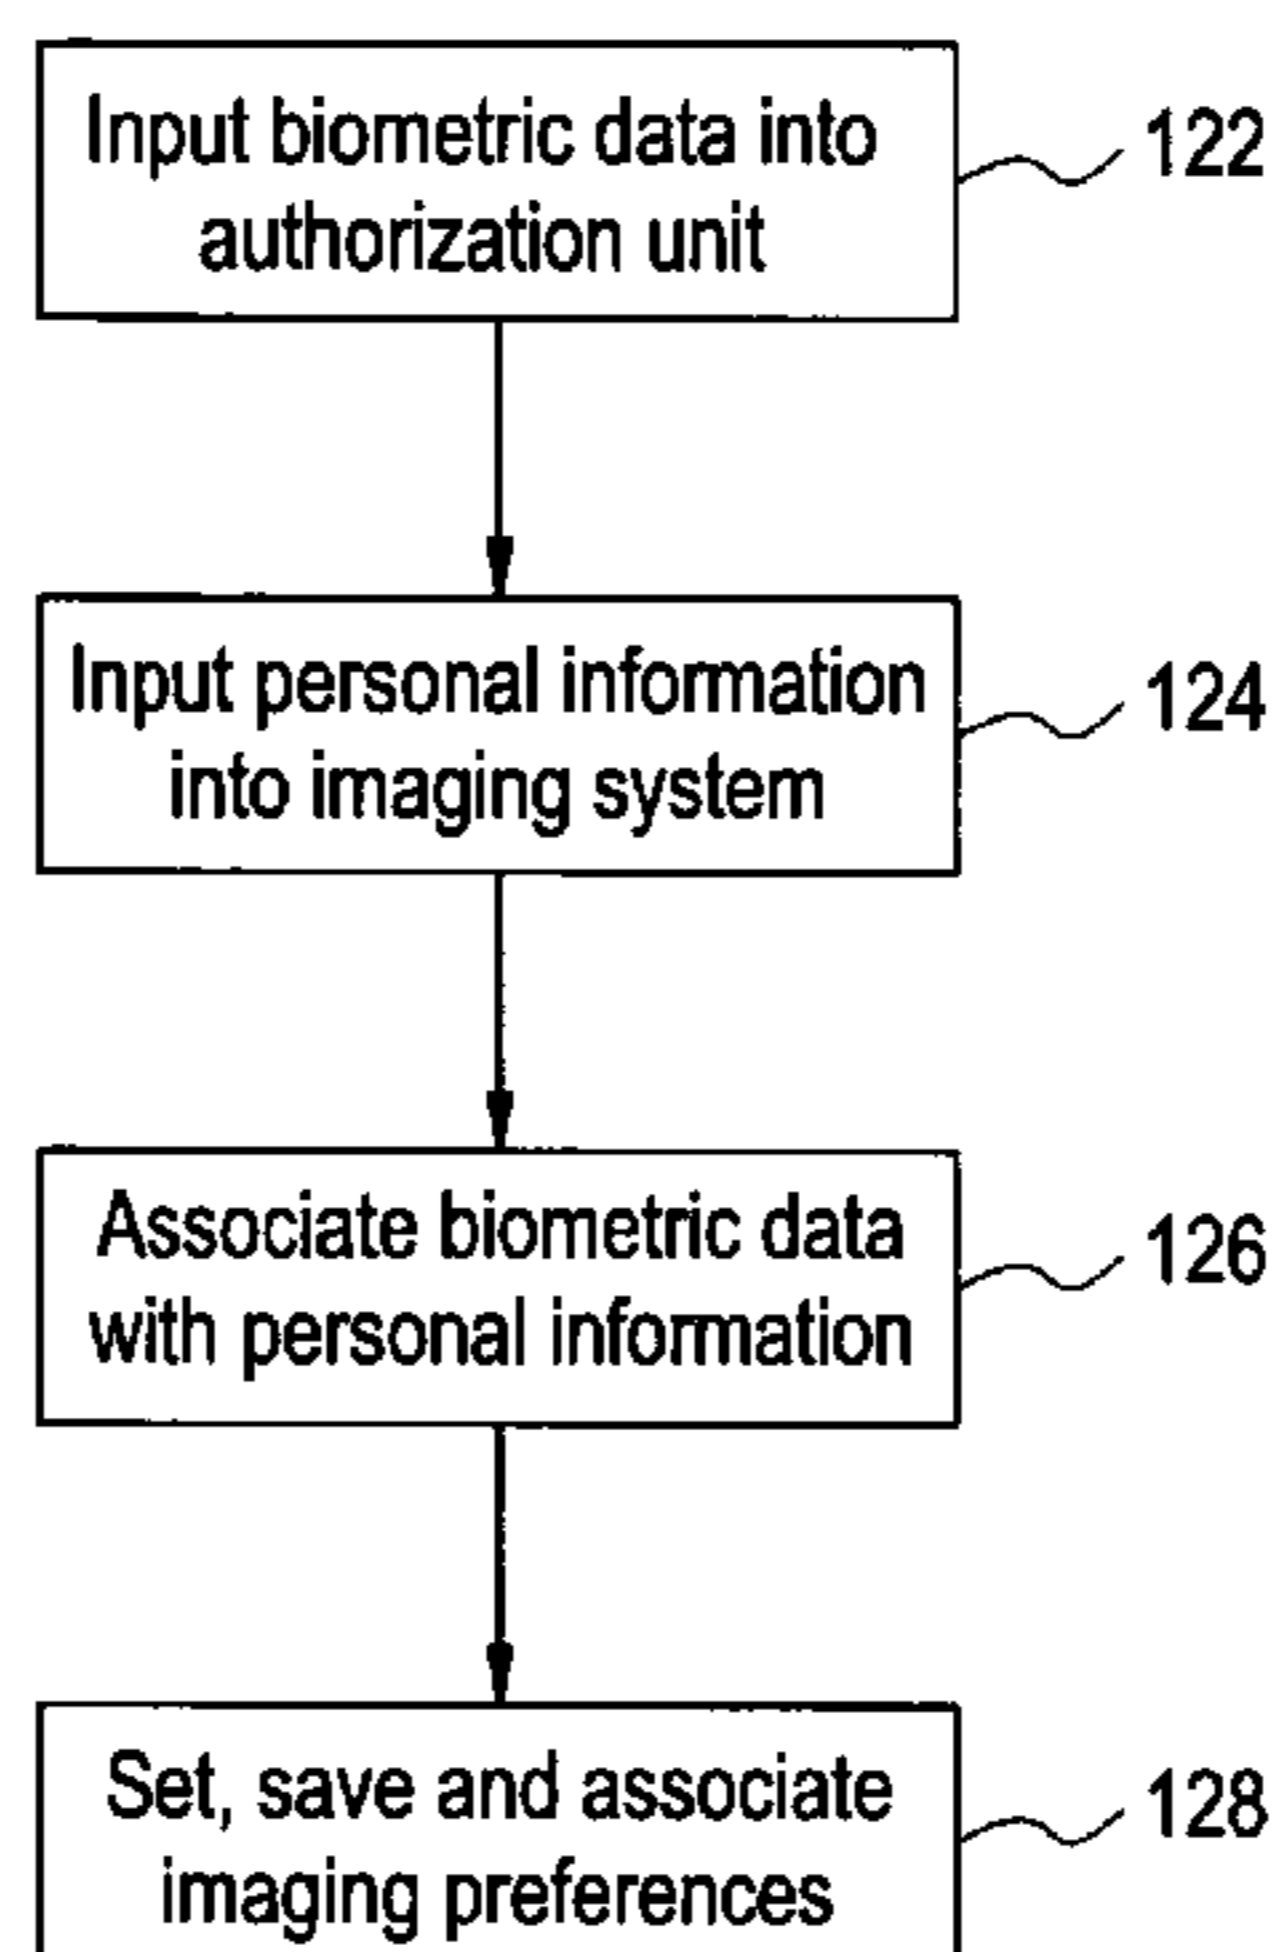 Input biometric data into
authorization unit
122
Input personal information
into imaging system
124
Associate biometric data
with personal information
126
Set, save and associate
imaging preferences
128